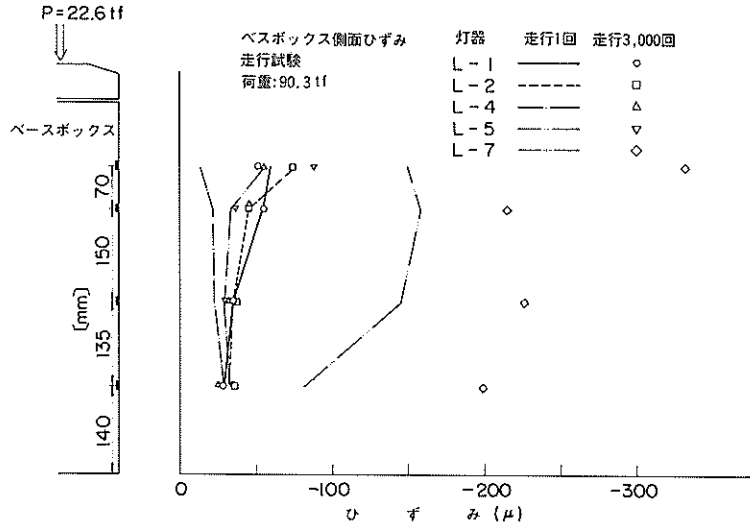 P=22.6tf
ベスボックス側面ひずみ
走行試験
荷重:90.3tf
灯器 走行1回 走行3,000回
L-1
L-2
L-4
L-5
L-7
ベースボックス
70
150
(mm)
135
140
0 -100 -200 -300
ひずみ(μ)